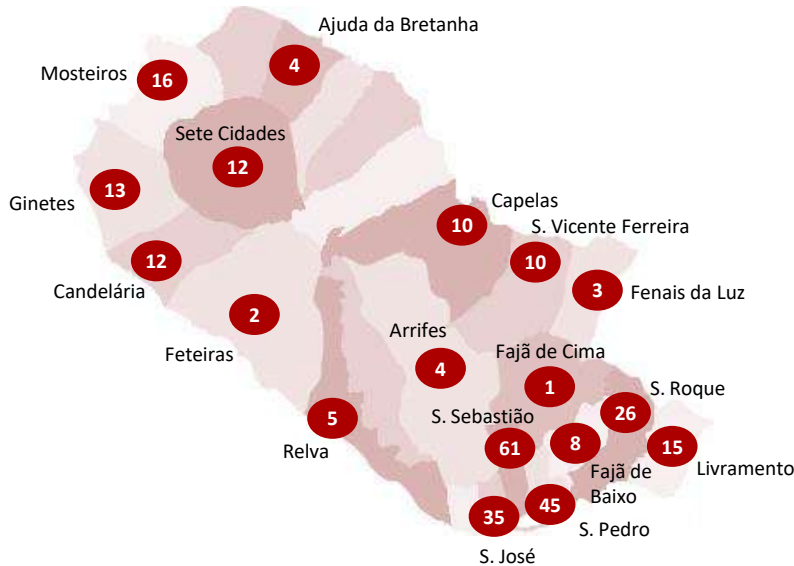 Ajuda da Bretanha
4
Mosteiros
16
Sete Cidades
12
Ginetes
13
Capelas
10
S. Vicente Ferreira
10
Candelária
12
Fenais da Luz
3
Feteiras
2
Arrifes
4
Fajã de Cima
1
S. Roque
26
S. Sebastião
61
Relva
5
8
Fajã de
Baixo
15
Livramento
35
S. José
45
S. Pedro